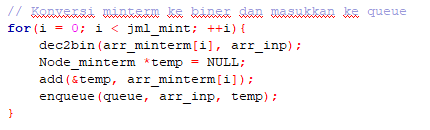 // Konversi minterm ke biner dan masukkan ke queue
for(i = 0; i < jml_mint; ++i){
dec2bin(arr_minterm[i], arr_inp);
Node_minterm *temp = NULL;
add(&temp, arr_minterm[i]);
enqueue(queue, arr_inp, temp);
}